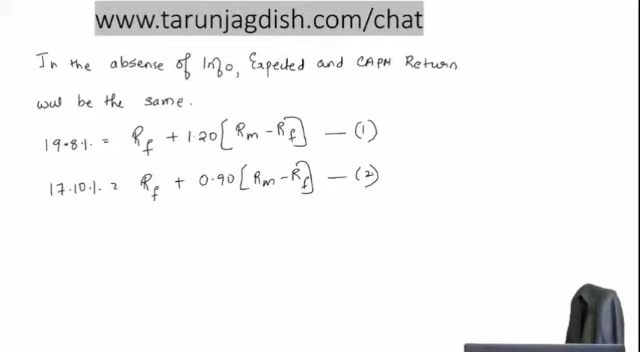 www.tarunjagdish.com/chat
In the absence of Info, Expected and CAPM Return
will be the same.
19.8% = Rf + 1.20 [Rm - Rf] — (1)
17.10% = Rf + 0.90 [Rm - Rf] — (2)